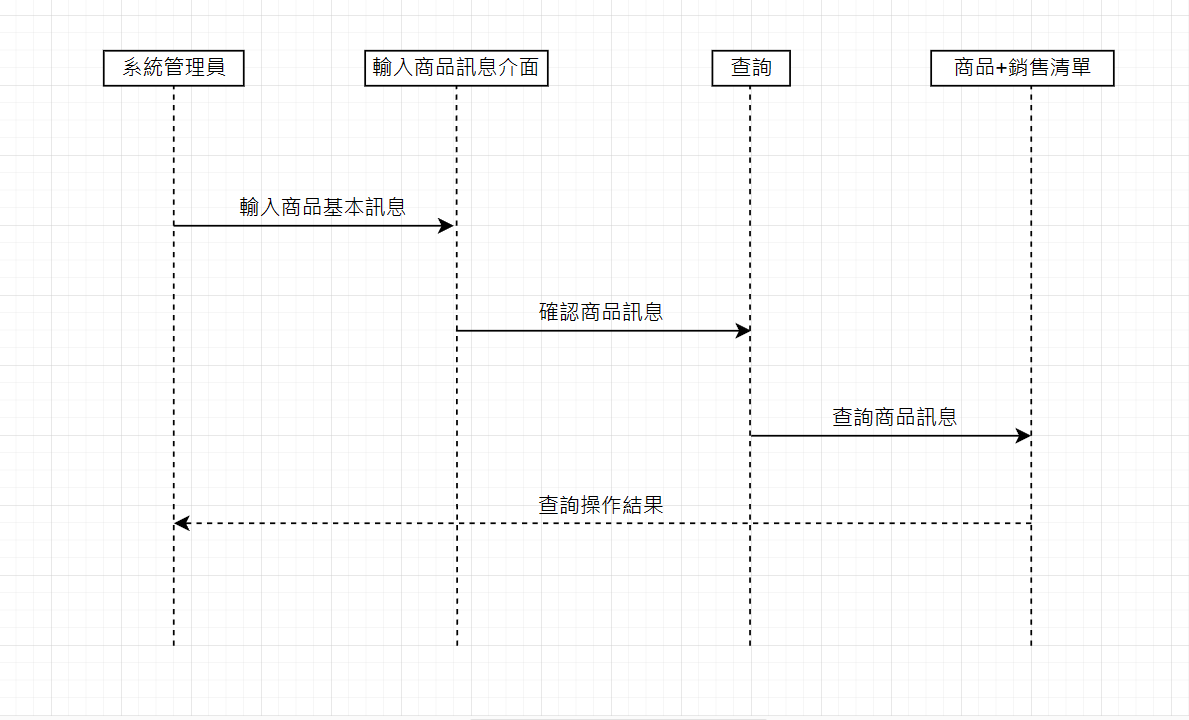 系統管理員
輸入商品訊息介面
查詢
商品+銷售清單
輸入商品基本訊息
確認商品訊息
查詢商品訊息
查詢操作結果